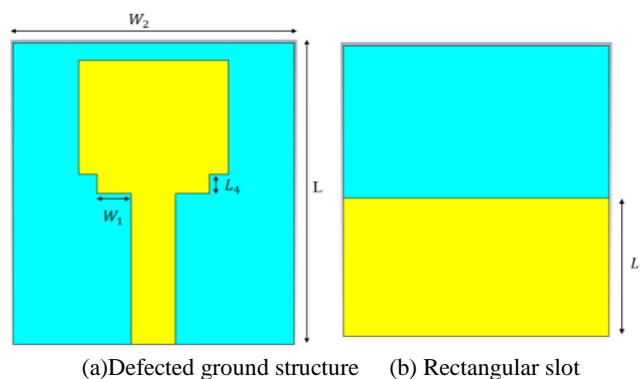 W₂
L
L₄
W₁
L
(a)Defected ground structure (b) Rectangular slot